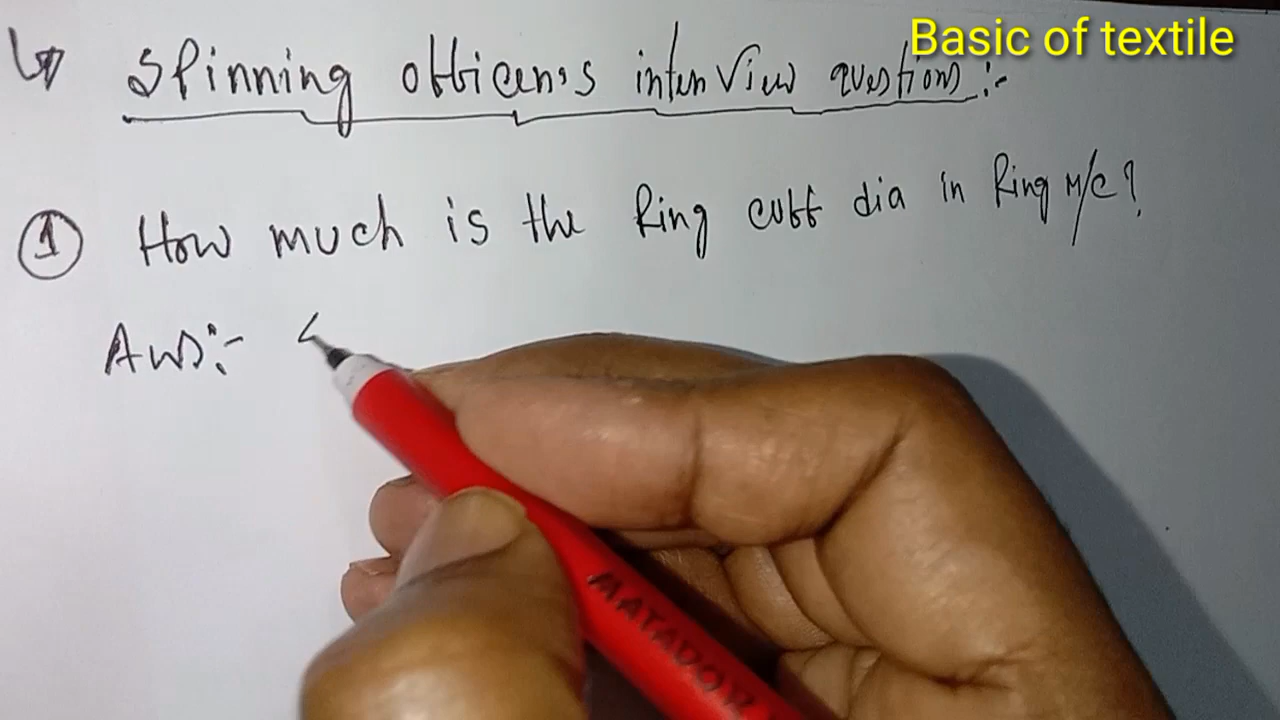 Basic of textile
Spinning officer's interview questions:-
① How much is the Ring cuff dia in Ring M/C?
Ans:-
MATADOR